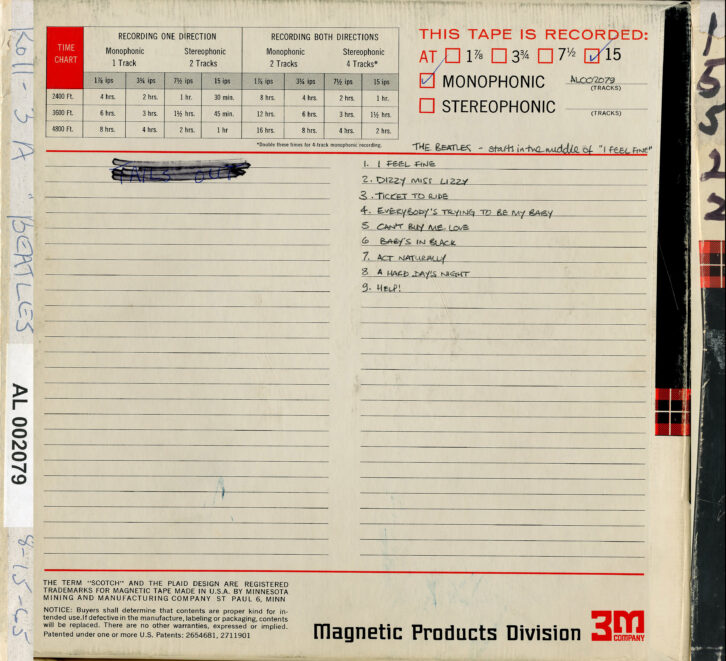 Roll - 3 A "BEATLES
AL 002079
8-15-65
TIME CHART
RECORDING ONE DIRECTION
RECORDING BOTH DIRECTIONS
Monophonic 1 Track
Stereophonic 2 Tracks
Monophonic 2 Tracks
Stereophonic 4 Tracks*
1⅞ ips 3¾ ips 7½ ips 15 ips 1⅞ ips 3¾ ips 7½ ips 15 ips
2400 Ft. 4 hrs. 2 hrs. 1 hr. 30 min. 8 hrs. 4 hrs. 2 hrs. 1 hr.
3600 Ft. 6 hrs. 3 hrs. 1½ hrs. 45 min. 12 hrs. 6 hrs. 3 hrs. 1½ hrs.
4800 Ft. 8 hrs. 4 hrs. 2 hrs. 1 hr 16 hrs. 8 hrs. 4 hrs. 2 hrs.
*Double these times for 4-track monophonic recording.
THIS TAPE IS RECORDED:
AT 1⅞ 3¾ 7½ 15
MONOPHONIC AL002079
(TRACKS)
STEREOPHONIC
(TRACKS)
THE BEATLES - starts in the middle of "I FEEL FINE"
1. I FEEL FINE
2. DIZZY MISS LIZZY
3. TICKET TO RIDE
4. EVERYBODY'S TRYING TO BE MY BABY
5 CAN'T BUY ME LOVE
6 BABY'S IN BLACK
7. ACT NATURALLY
8 A HARD DAY'S NIGHT
9. HELP!
THE TERM "SCOTCH" AND THE PLAID DESIGN ARE REGISTERED
TRADEMARKS FOR MAGNETIC TAPE MADE IN U.S.A. BY MINNESOTA
MINING AND MANUFACTURING COMPANY ST PAUL 6, MINN
NOTICE: Buyers shall determine that contents are proper kind for in-
tended use. If defective in the manufacture, labeling or packaging, contents
will be replaced. There are no other warranties, expressed or implied.
Patented under one or more U.S. Patents: 2654681, 2711901
Magnetic Products Division
3M
COMPANY